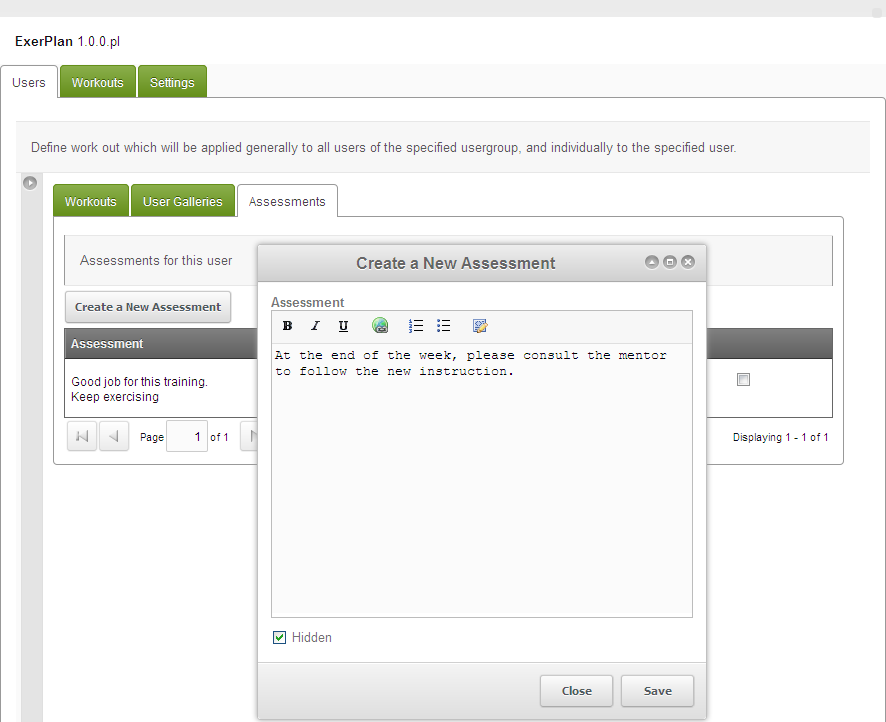 ExerPlan 1.0.0.pl
Users Workouts Settings
Define work out which will be applied generally to all users of the specified usergroup, and individually to the specified user.
Workouts User Galleries Assessments
Assessments for this user
Create a New Assessment
Assessment
Good job for this training.
Keep exercising
Page 1 of 1
Displaying 1 - 1 of 1
Create a New Assessment
Assessment
B I U
At the end of the week, please consult the mentor
to follow the new instruction.
Hidden
Close Save